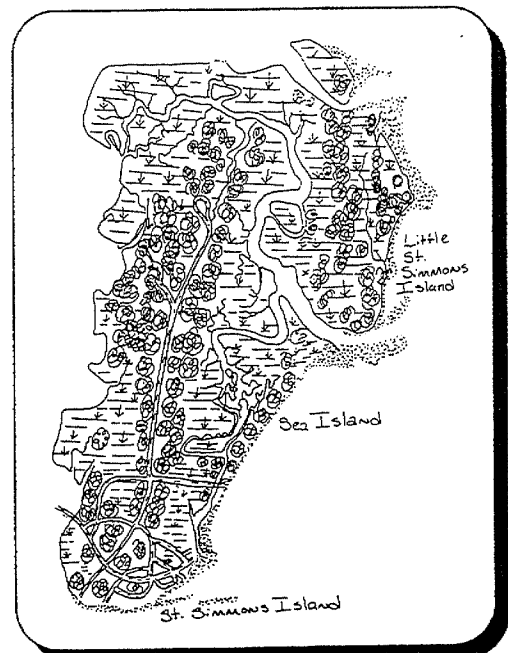 Little
St.
Simmons
Island
Sea Island
St. Simmons Island